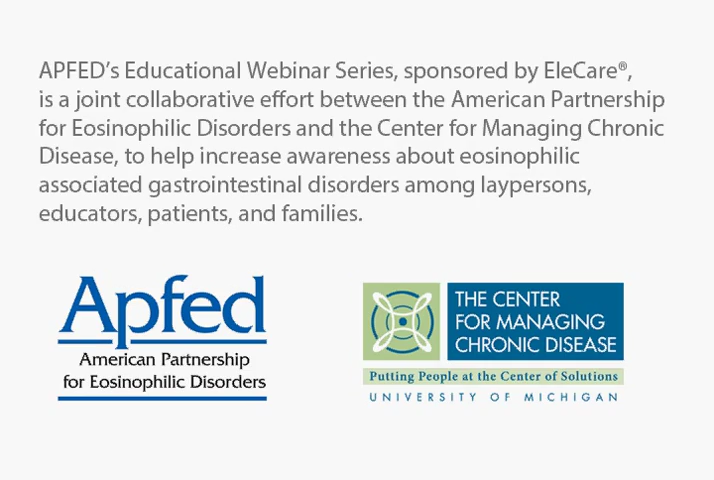 APFED’s Educational Webinar Series, sponsored by EleCare®,
is a joint collaborative effort between the American Partnership
for Eosinophilic Disorders and the Center for Managing Chronic
Disease, to help increase awareness about eosinophilic
associated gastrointestinal disorders among laypersons,
educators, patients, and families.
Apfed
American Partnership
for Eosinophilic Disorders
THE CENTER
FOR MANAGING
CHRONIC DISEASE
Putting People at the Center of Solutions
UNIVERSITY OF MICHIGAN